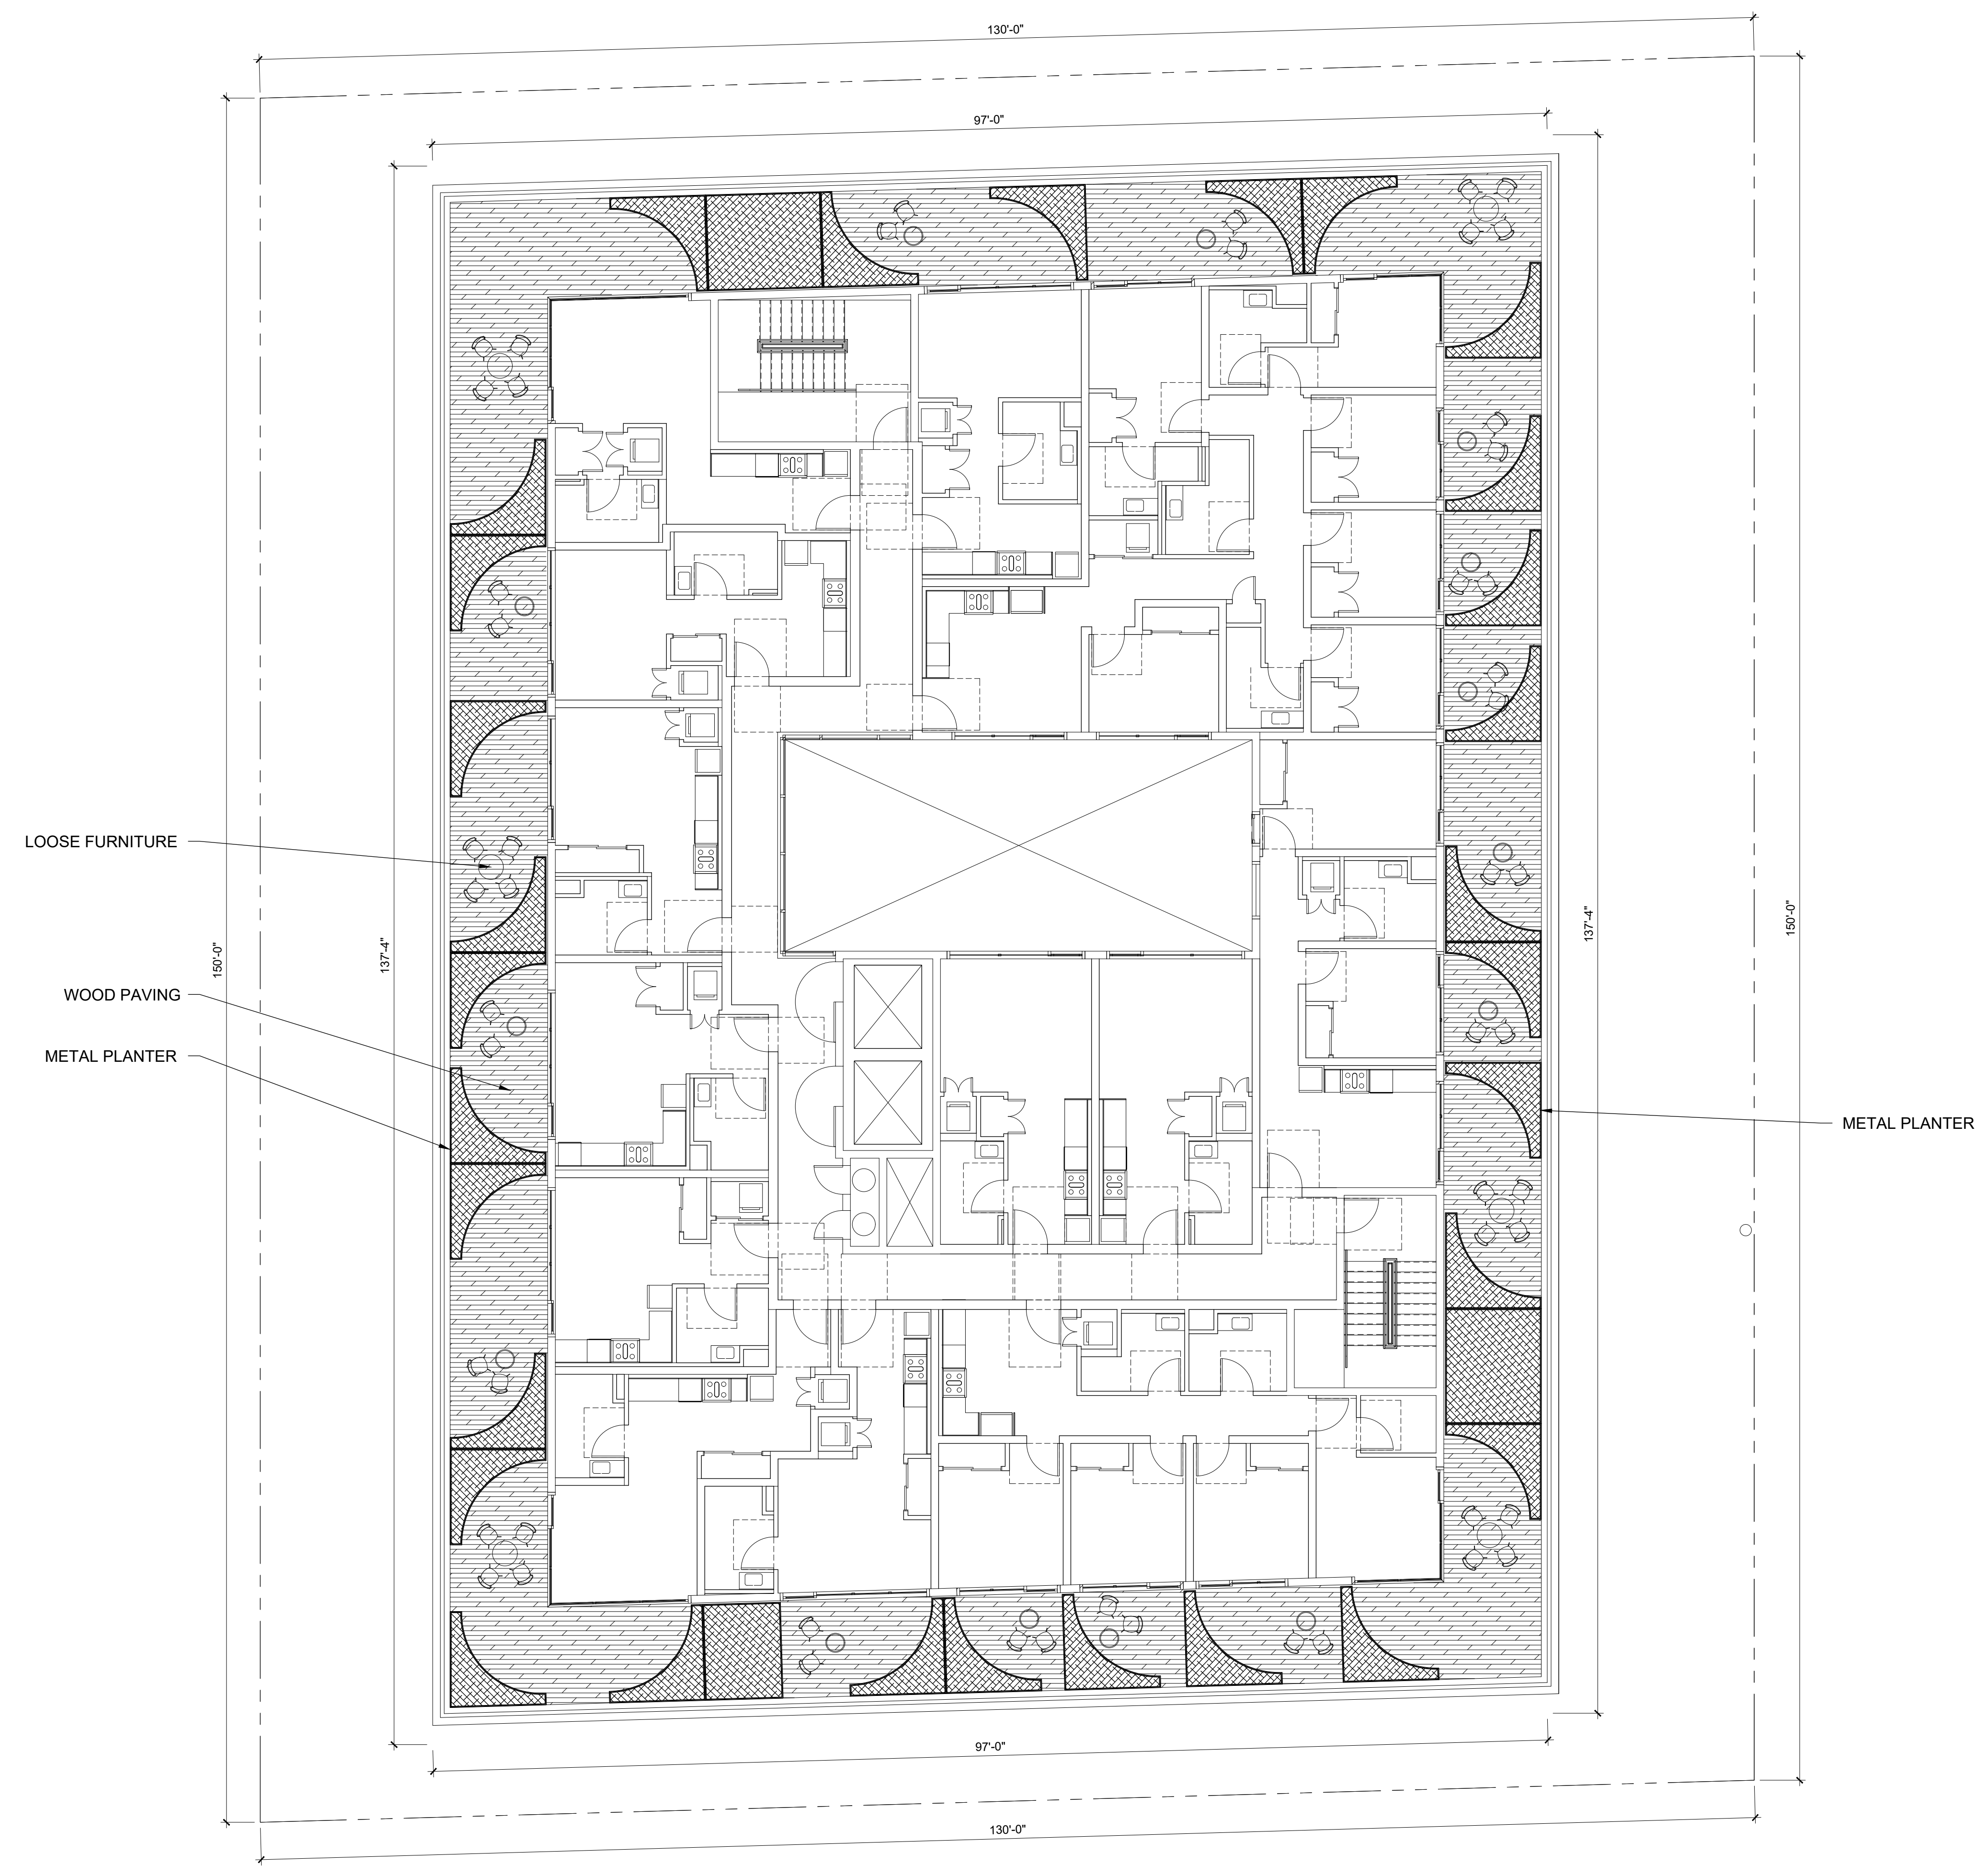 130'-0"
97'-0"
LOOSE FURNITURE
150'-0"
137'-4"
137'-4"
150'-0"
WOOD PAVING
METAL PLANTER
METAL PLANTER
97'-0"
130'-0"